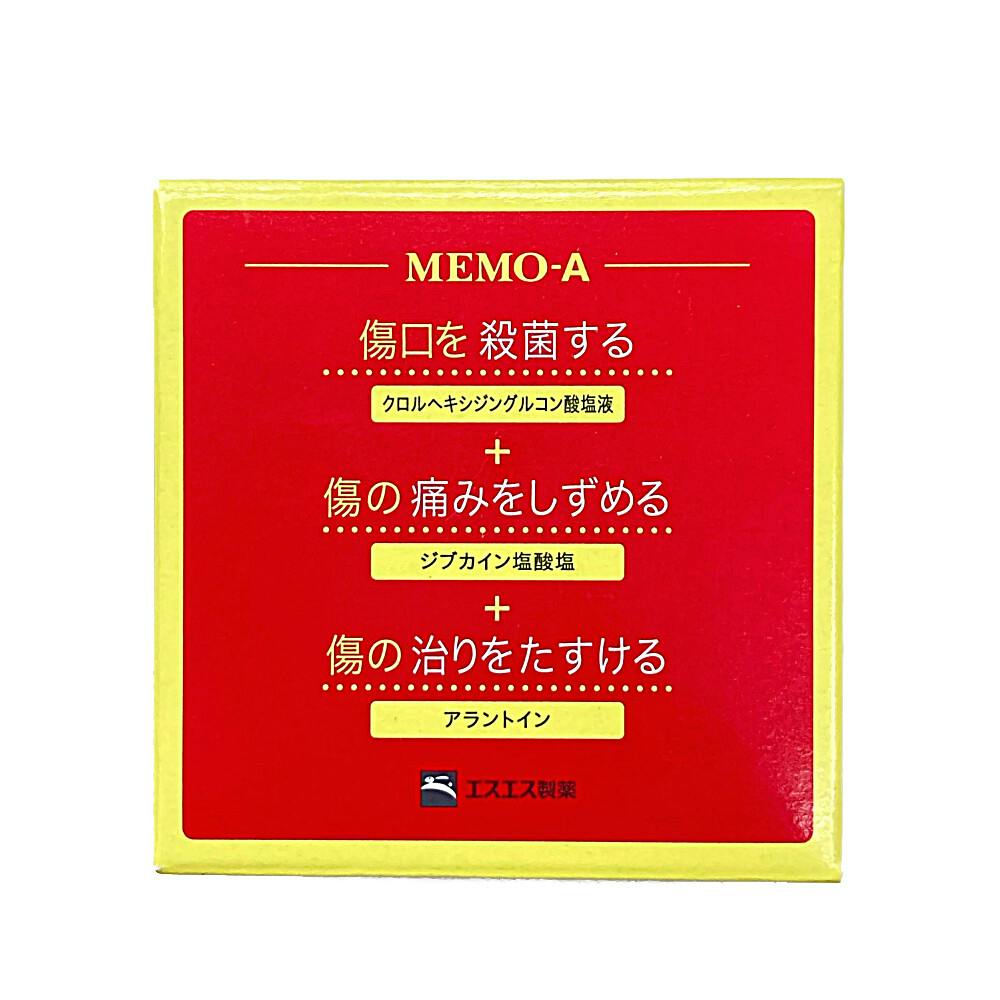 MEMO-A
傷口を 殺菌する
クロルヘキシジングルコン酸塩液
+
傷の 痛みをしずめる
ジブカイン塩酸塩
+
傷の 治りをたすける
アラントイン
エスエス製薬